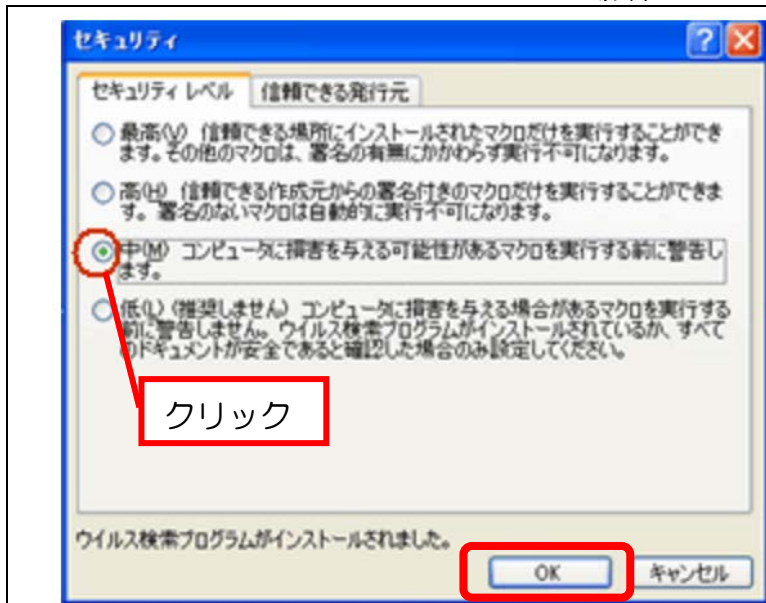 セキュリティ
セキュリティ レベル 信頼できる発行元
最高(V) 信頼できる場所にインストールされたマクロだけを実行することができ
ます。その他のマクロは、署名の有無にかかわらず実行不可になります。
高(H) 信頼できる作成元からの署名付きのマクロだけを実行することができま
す。署名のないマクロは自動的に実行不可になります。
中(M) コンピュータに損害を与える可能性があるマクロを実行する前に警告し
ます。
低(L) (推奨しません) コンピュータに損害を与える場合があるマクロを実行する
前に警告しません。ウイルス検索プログラムがインストールされているか、すべて
のドキュメントが安全であると確認した場合のみ設定してください。
クリック
ウイルス検索プログラムがインストールされました。
OK キャンセル